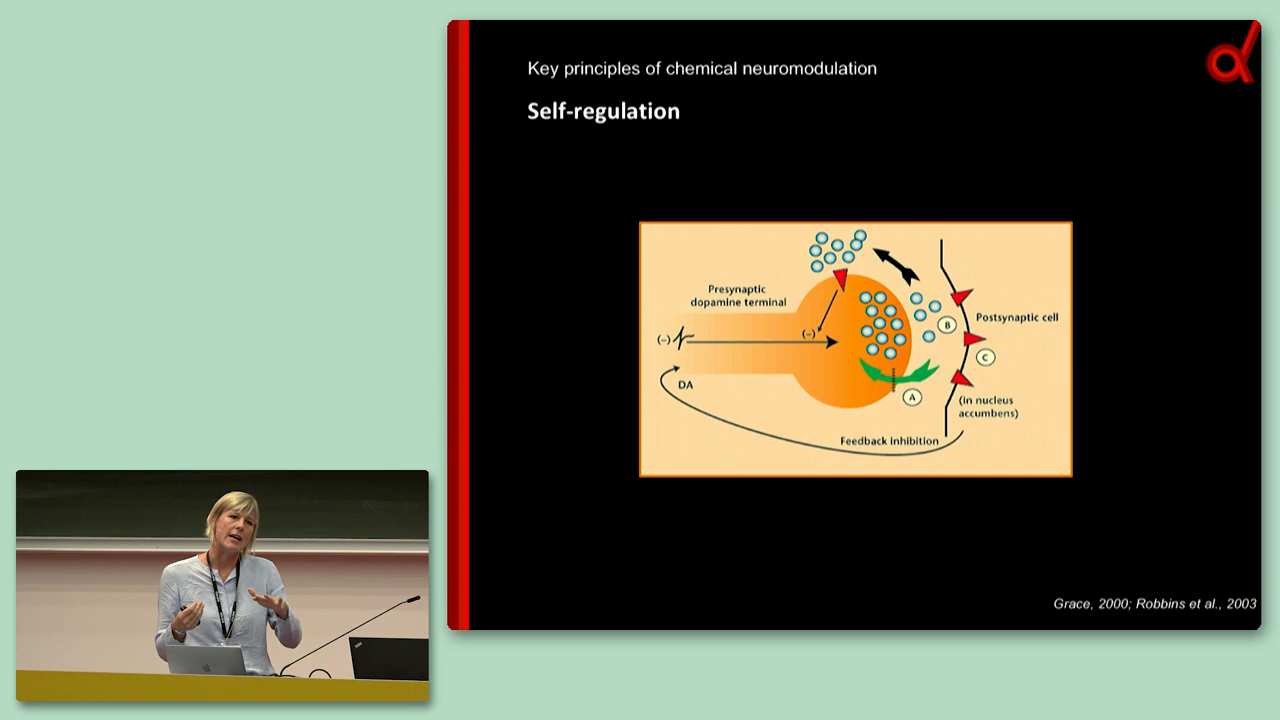 Key principles of chemical neuromodulation
Self-regulation
Presynaptic
dopamine terminal
(–)
(–)
DA
B
Postsynaptic cell
C
A
(in nucleus
accumbens)
Feedback inhibition
Grace, 2000; Robbins et al., 2003